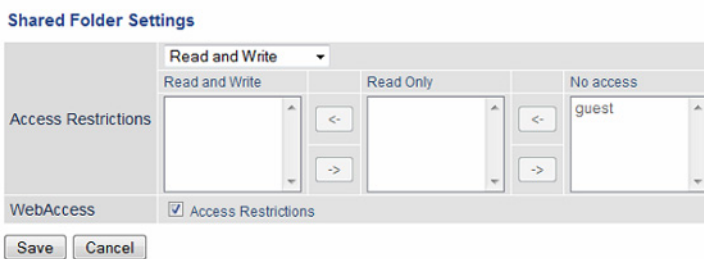 Shared Folder Settings
Read and Write
Read and Write Read Only No access
Access Restrictions <- <- guest
-> ->
WebAccess Access Restrictions
Save Cancel